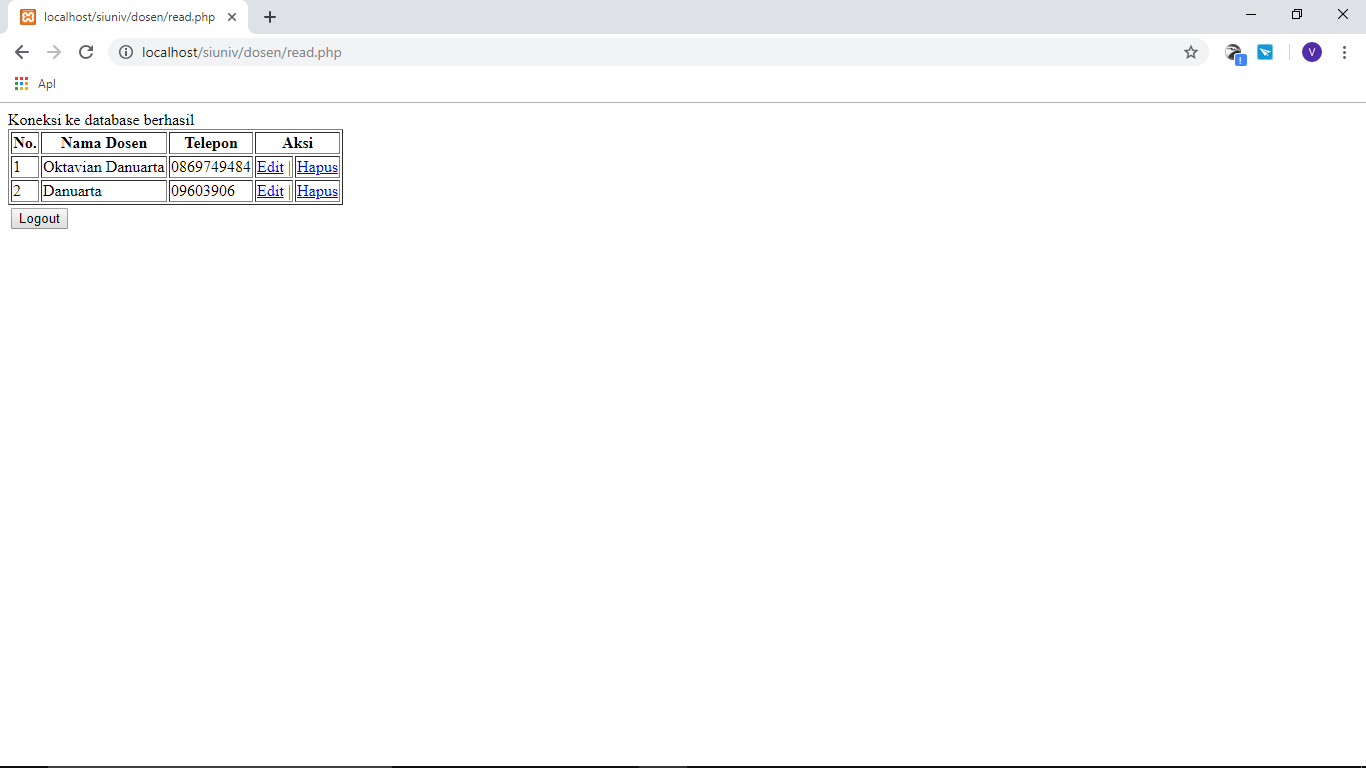 localhost/siuniv/dosen/read.php
localhost/siuniv/dosen/read.php
V
Apl
Koneksi ke database berhasil
No. Nama Dosen Telepon Aksi
1 Oktavian Danuarta 0869749484 Edit | Hapus
2 Danuarta 09603906 Edit | Hapus
Logout